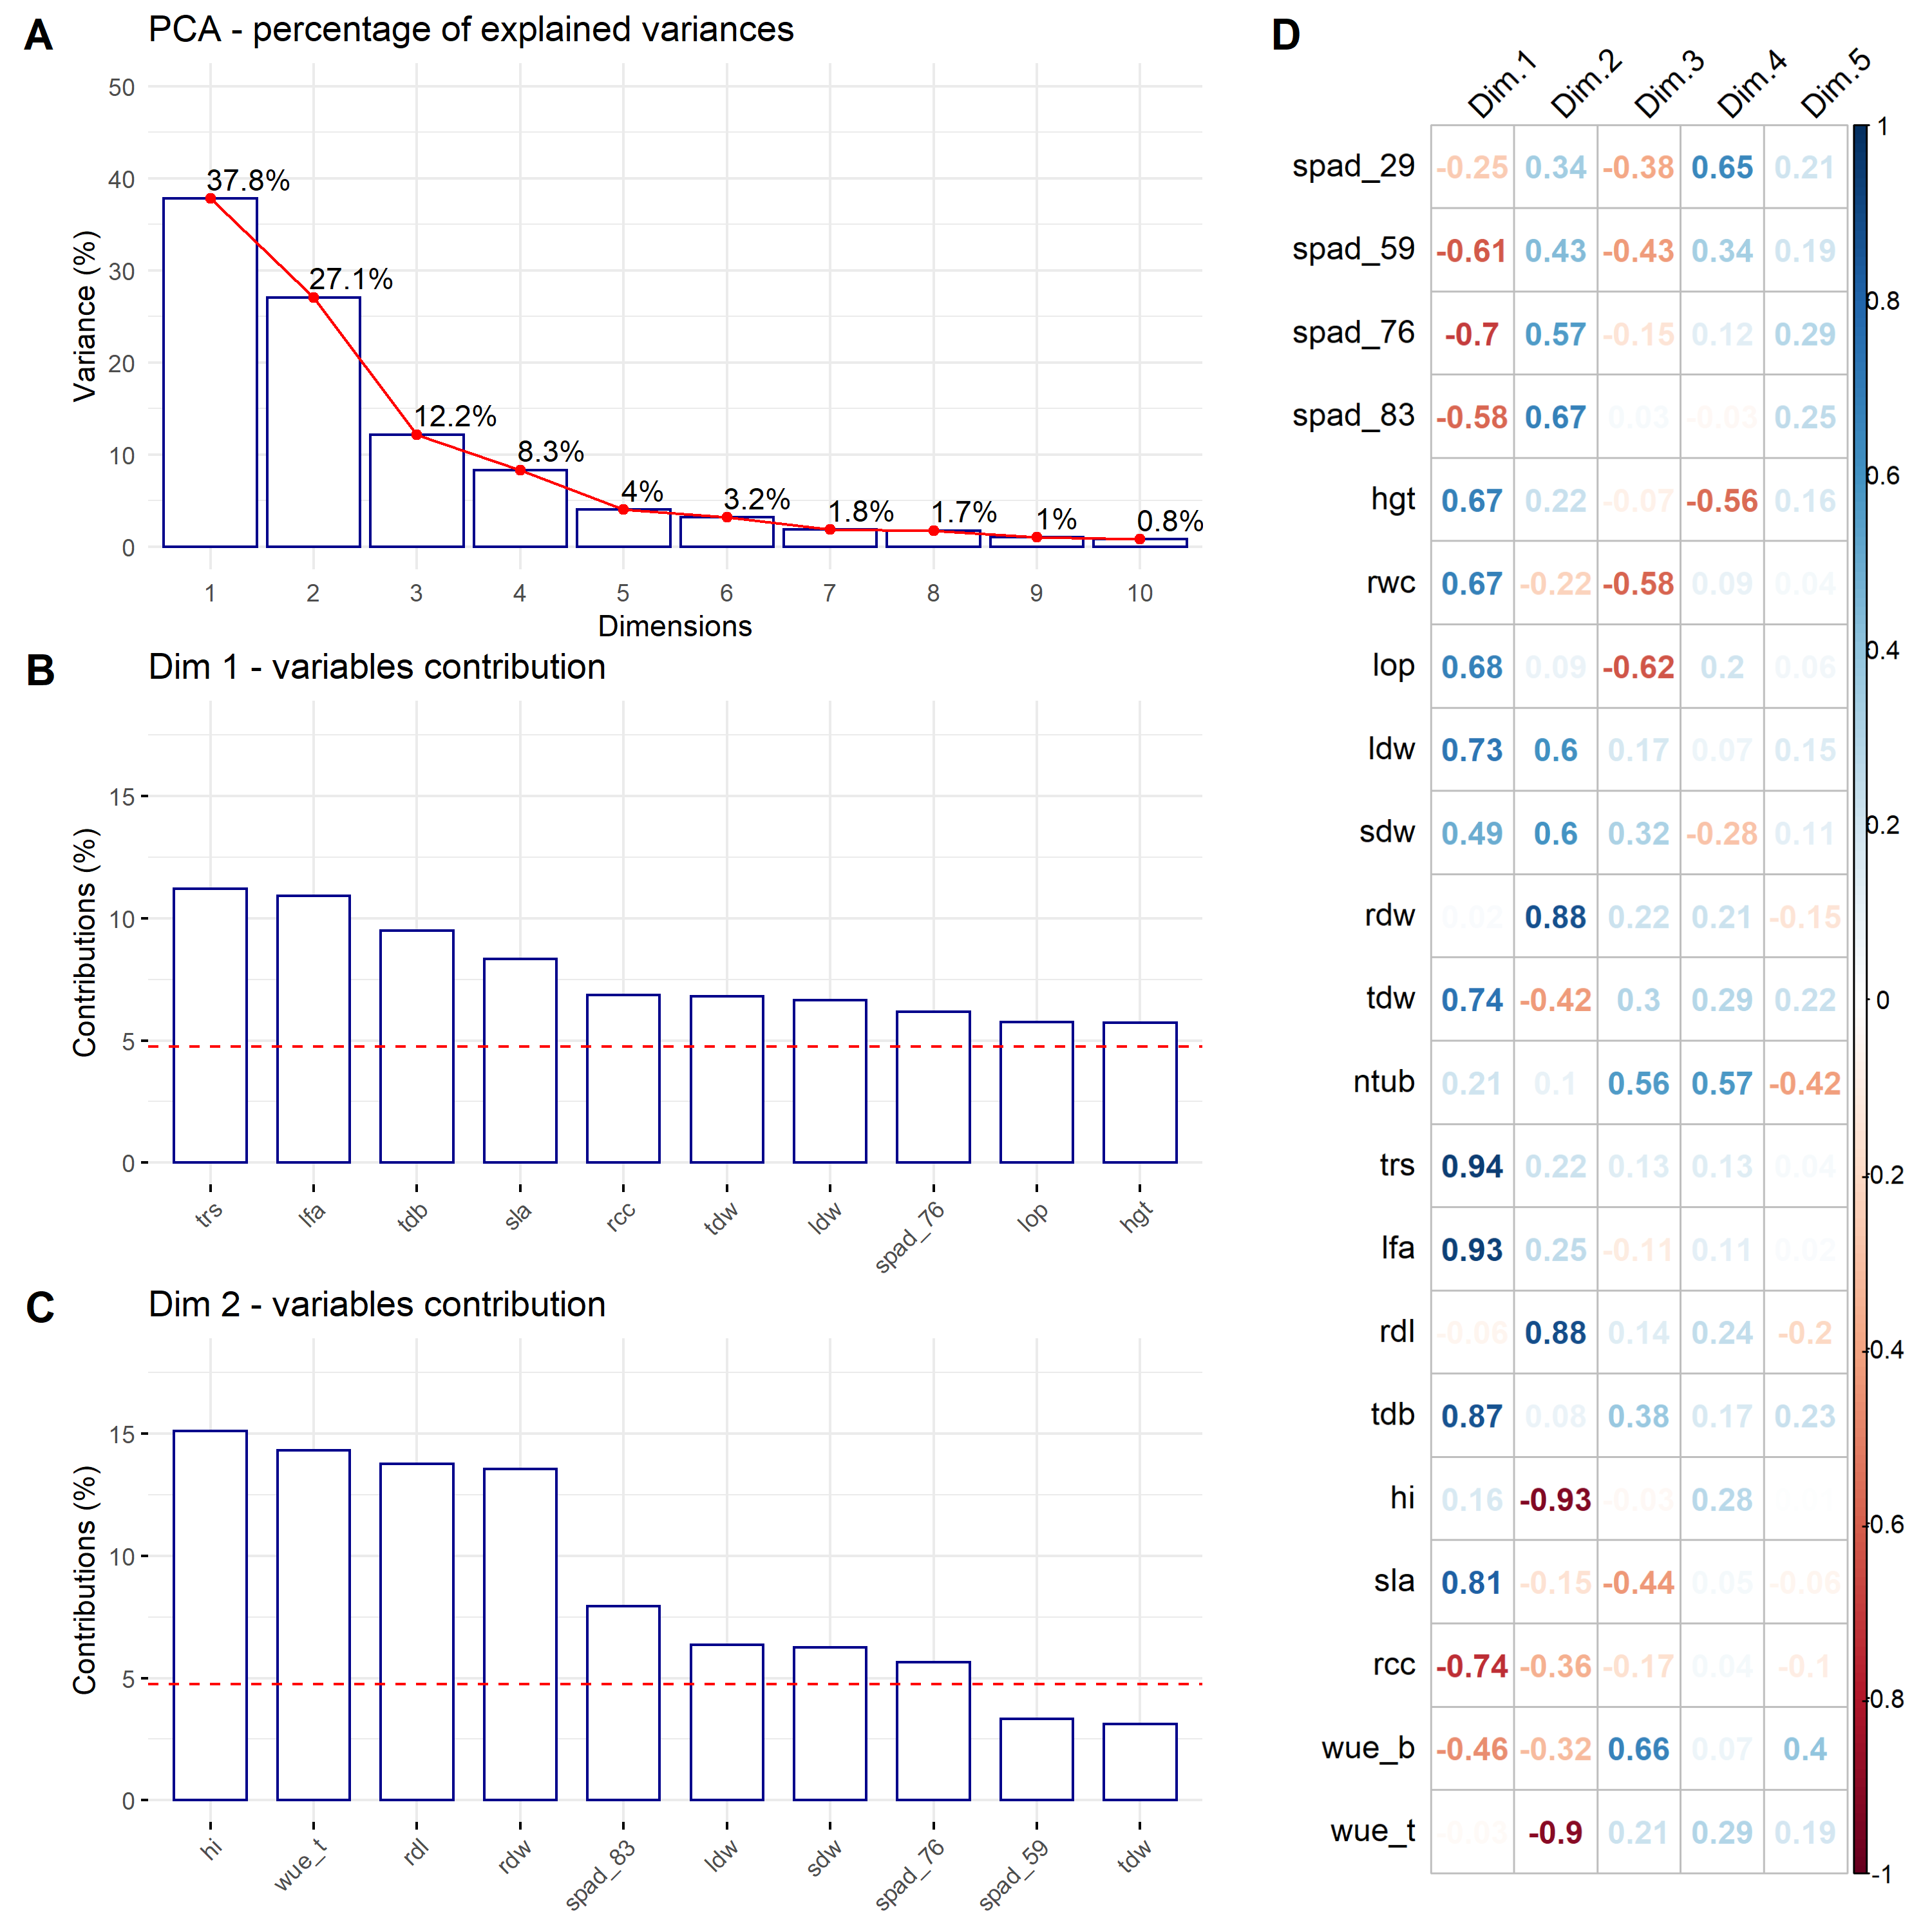 A
PCA - percentage of explained variances
Variance (%)
50
40
30
20
10
0
37.8%
27.1%
12.2%
8.3%
4%
3.2%
1.8%
1.7%
1%
0.8%
1 2 3 4 5 6 7 8 9 10
Dimensions
B
Dim 1 - variables contribution
Contributions (%)
15
10
5
0
trs lfa tdb sla rcc tdw ldw spad_76 lop hgt
C
Dim 2 - variables contribution
Contributions (%)
15
10
5
0
hi wue_t rdl rdw spad_83 ldw sdw spad_76 spad_59 tdw
D
Dim.1 Dim.2 Dim.3 Dim.4 Dim.5
spad_29 -0.25 0.34 -0.38 0.65 0.21
spad_59 -0.61 0.43 -0.43 0.34 0.19
spad_76 -0.7 0.57 -0.15 0.12 0.29
spad_83 -0.58 0.67 0.03 -0.03 0.25
hgt 0.67 0.22 -0.07 -0.56 0.16
rwc 0.67 -0.22 -0.58 0.09 0.04
lop 0.68 0.09 -0.62 0.2 0.06
ldw 0.73 0.6 0.17 0.07 0.15
sdw 0.49 0.6 0.32 -0.28 0.11
rdw 0.02 0.88 0.22 0.21 -0.15
tdw 0.74 -0.42 0.3 0.29 0.22
ntub 0.21 0.1 0.56 0.57 -0.42
trs 0.94 0.22 0.13 0.13 0.04
lfa 0.93 0.25 -0.11 0.11 0.02
rdl -0.06 0.88 0.14 0.24 -0.2
tdb 0.87 0.08 0.38 0.17 0.23
hi 0.16 -0.93 -0.03 0.28
sla 0.81 -0.15 -0.44 0.05 -0.06
rcc -0.74 -0.36 -0.17 0.04 -0.1
wue_b -0.46 -0.32 0.66 0.07 0.4
wue_t -0.03 -0.9 0.21 0.29 0.19
1
0.8
0.6
0.4
0.2
0
-0.2
-0.4
-0.6
-0.8
-1